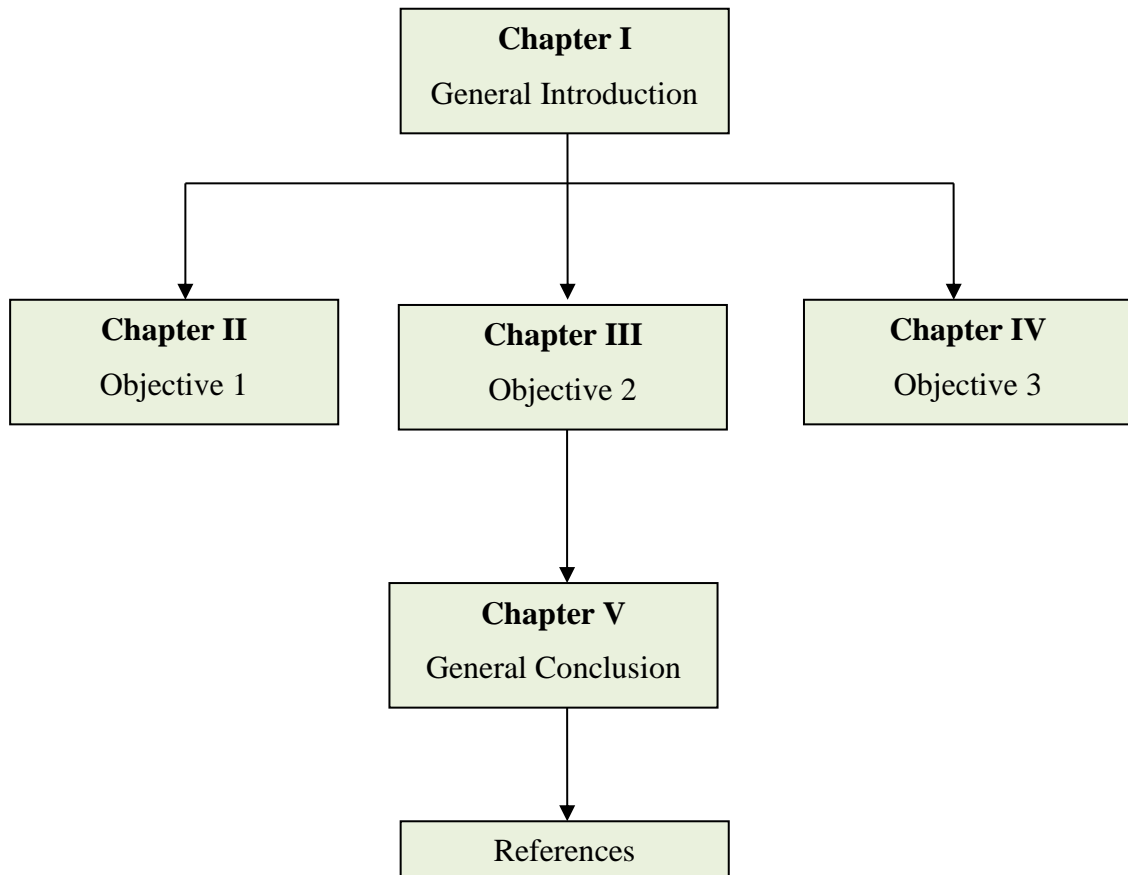 Chapter I
General Introduction
Chapter II
Objective 1
Chapter III
Objective 2
Chapter IV
Objective 3
Chapter V
General Conclusion
References